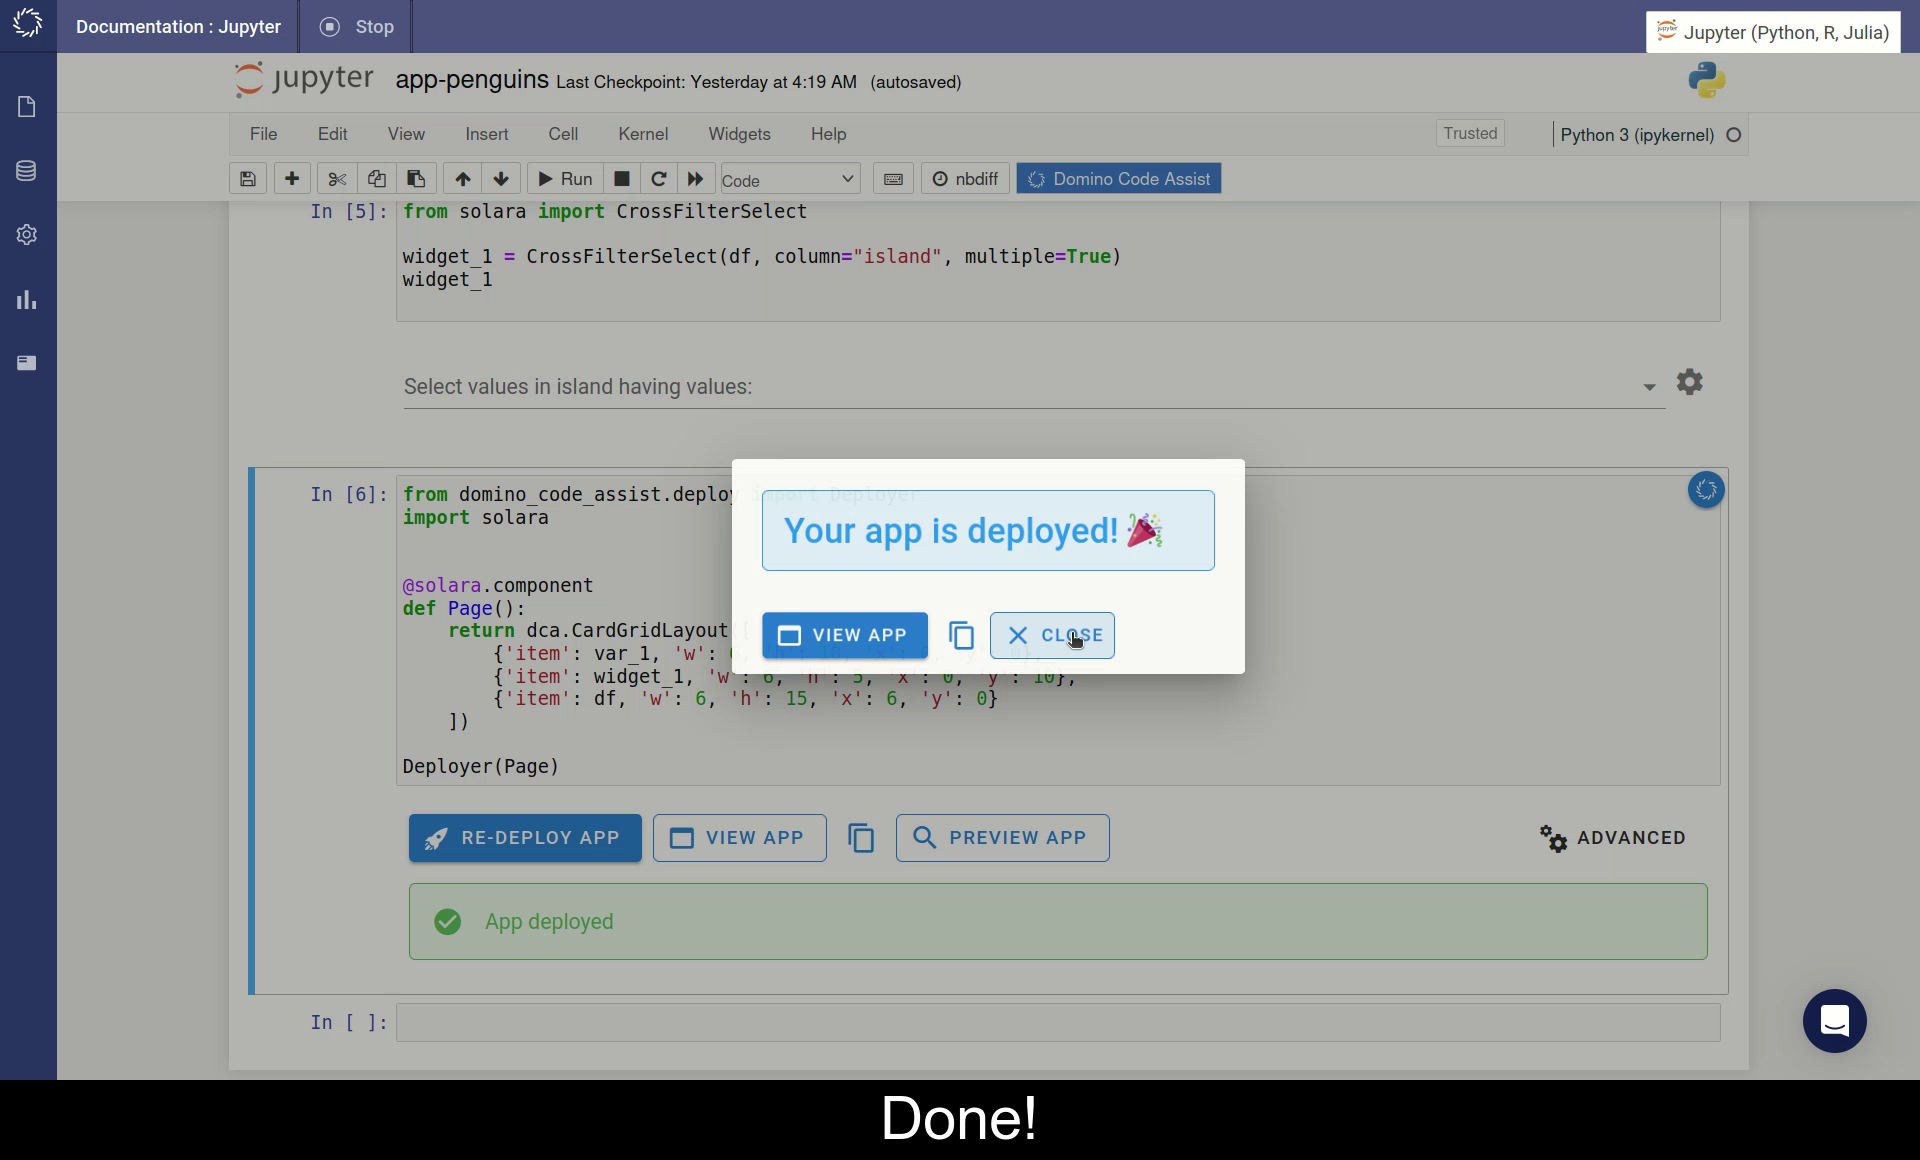 Documentation : Jupyter
Stop
Jupyter (Python, R, Julia)
jupyter app-penguins Last Checkpoint: Yesterday at 4:19 AM (autosaved)
File Edit View Insert Cell Kernel Widgets Help
Trusted
Python 3 (ipykernel)
Run
Code
nbdiff
Domino Code Assist
In [5]: from solara import CrossFilterSelect
widget_1 = CrossFilterSelect(df, column="island", multiple=True)
widget_1
Select values in island having values:
In [6]: from domino_code_assist.deploy import Deployer
import solara
@solara.component
def Page():
return dca.CardGridLayout([
{'item': var_1, 'w':
{'item': widget_1, 'w': 6, 'h': 5, 'x': 0, 'y': 10},
{'item': df, 'w': 6, 'h': 15, 'x': 6, 'y': 0}
])
Deployer(Page)
Your app is deployed! 🎉
VIEW APP
CLOSE
RE-DEPLOY APP
VIEW APP
PREVIEW APP
ADVANCED
App deployed
In [ ]:
Done!